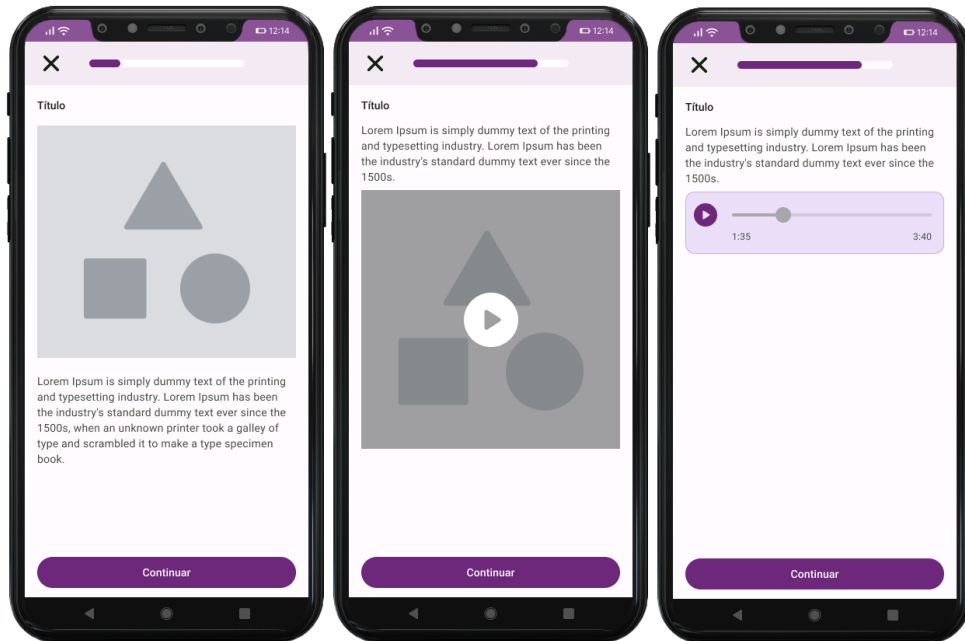 12:14
Título
Lorem Ipsum is simply dummy text of the printing
and typesetting industry. Lorem Ipsum has been
the industry's standard dummy text ever since the
1500s, when an unknown printer took a galley of
type and scrambled it to make a type specimen
book.
Continuar
12:14
Título
Lorem Ipsum is simply dummy text of the printing
and typesetting industry. Lorem Ipsum has been
the industry's standard dummy text ever since the
1500s.
Continuar
12:14
Título
Lorem Ipsum is simply dummy text of the printing
and typesetting industry. Lorem Ipsum has been
the industry's standard dummy text ever since the
1500s.
1:35
3:40
Continuar